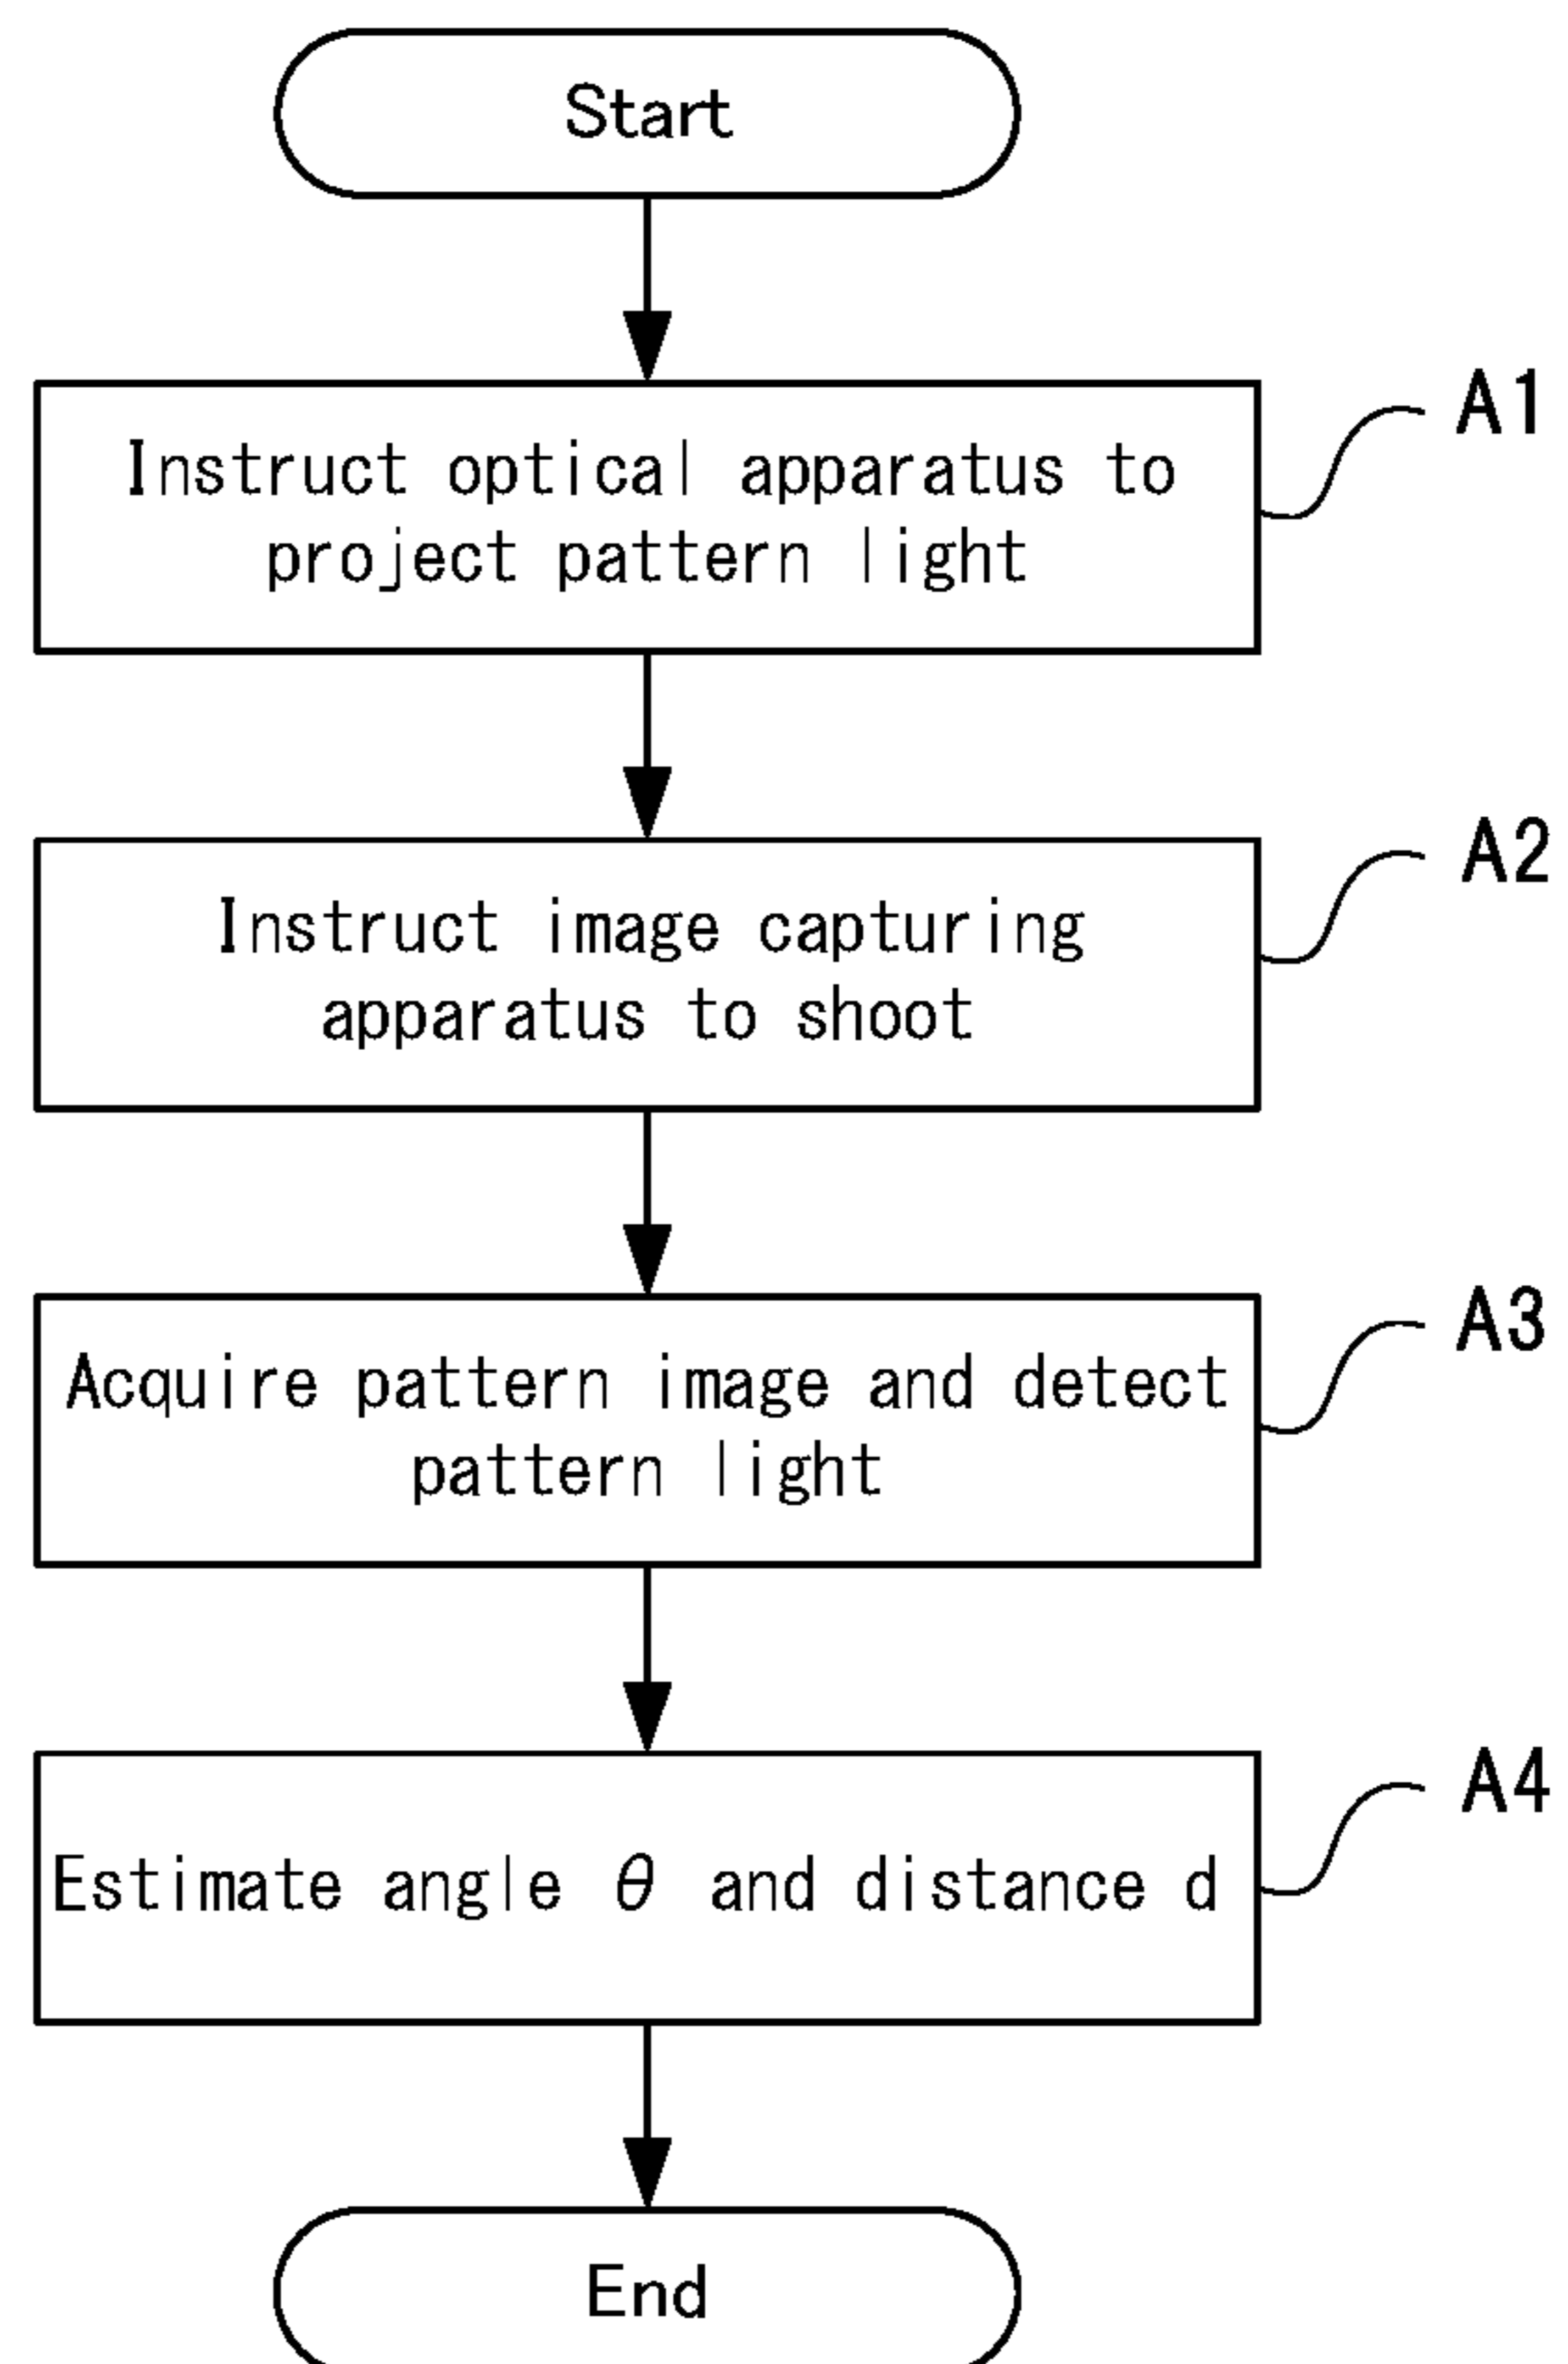 Start
A1
Instruct optical apparatus to
project pattern light
A2
Instruct image capturing
apparatus to shoot
A3
Acquire pattern image and detect
pattern light
A4
Estimate angle θ and distance d
End